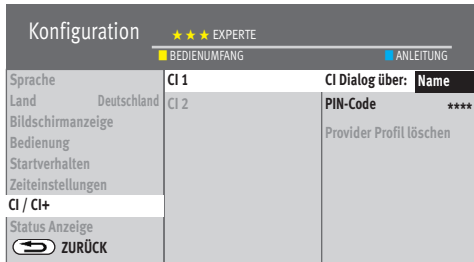 Konfiguration
★ ★ ★ EXPERTE
BEDIENUMFANG
ANLEITUNG
Sprache
Land Deutschland
Bildschirmanzeige
Bedienung
Startverhalten
Zeiteinstellungen
CI / CI+
Status Anzeige
ZURÜCK
CI 1
CI 2
CI Dialog über: Name
PIN-Code ****
Provider Profil löschen